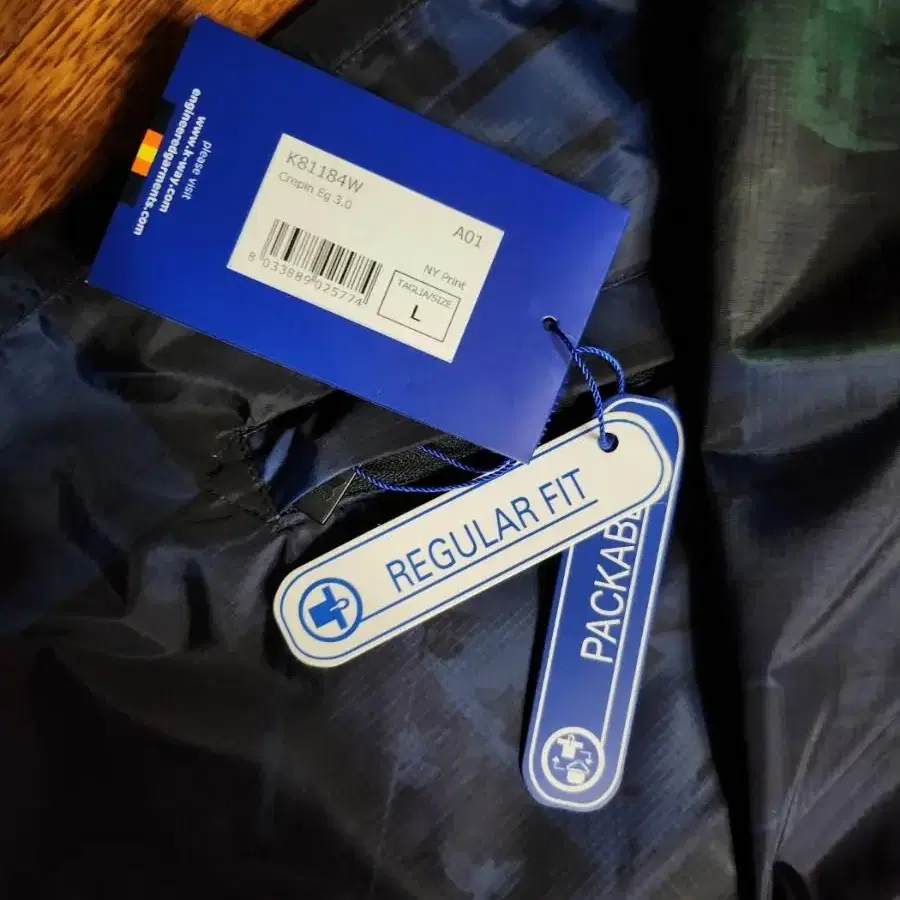 please visit
www.k-way.com
engineeredgarments.com
K81184W
Crepin Eg 3.0
A01
NY Print
8 033889 025774
TAGLIA/SIZE
L
REGULAR FIT
PACKAB